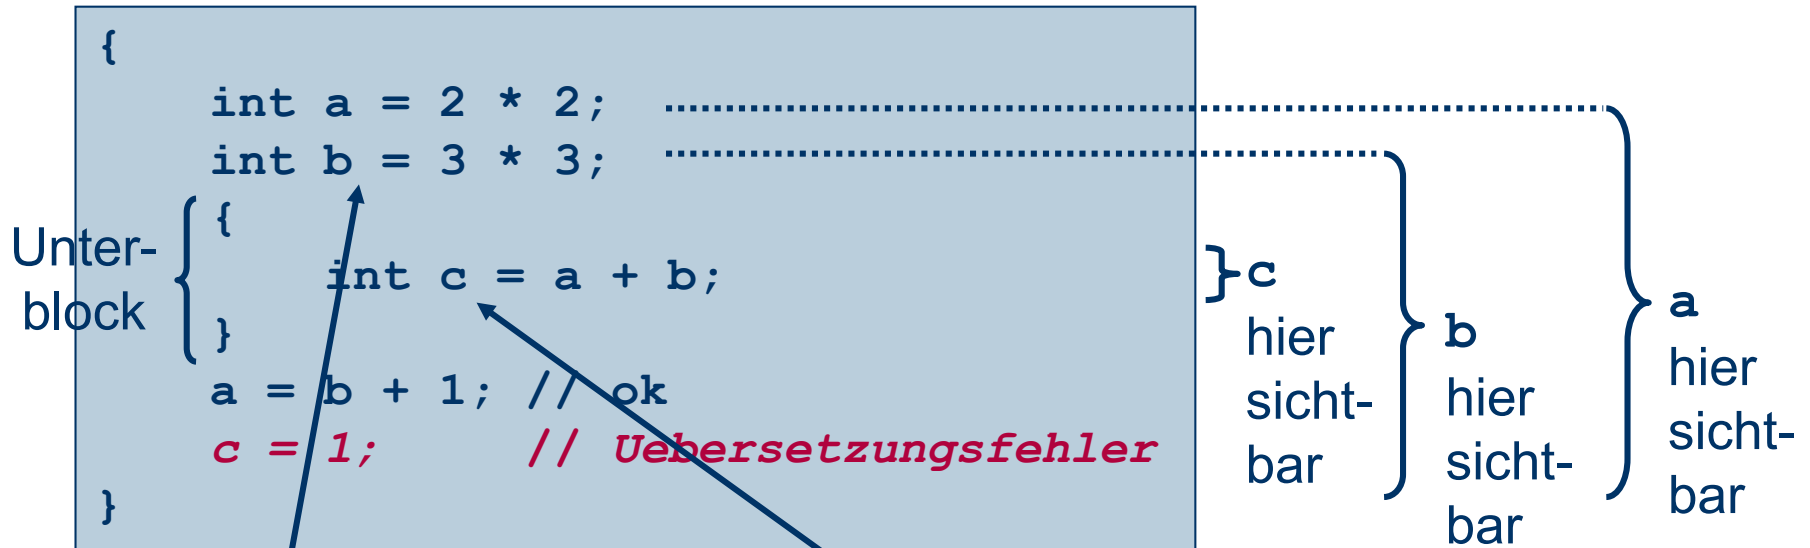 {
int a = 2 * 2;
int b = 3 * 3;
{
int c = a + b;
}
a = b + 1; // ok
c = 1; // Uebersetzungsfehler
}
Unter-
block
c
hier
sicht-
bar
b
hier
sicht-
bar
a
hier
sicht-
bar